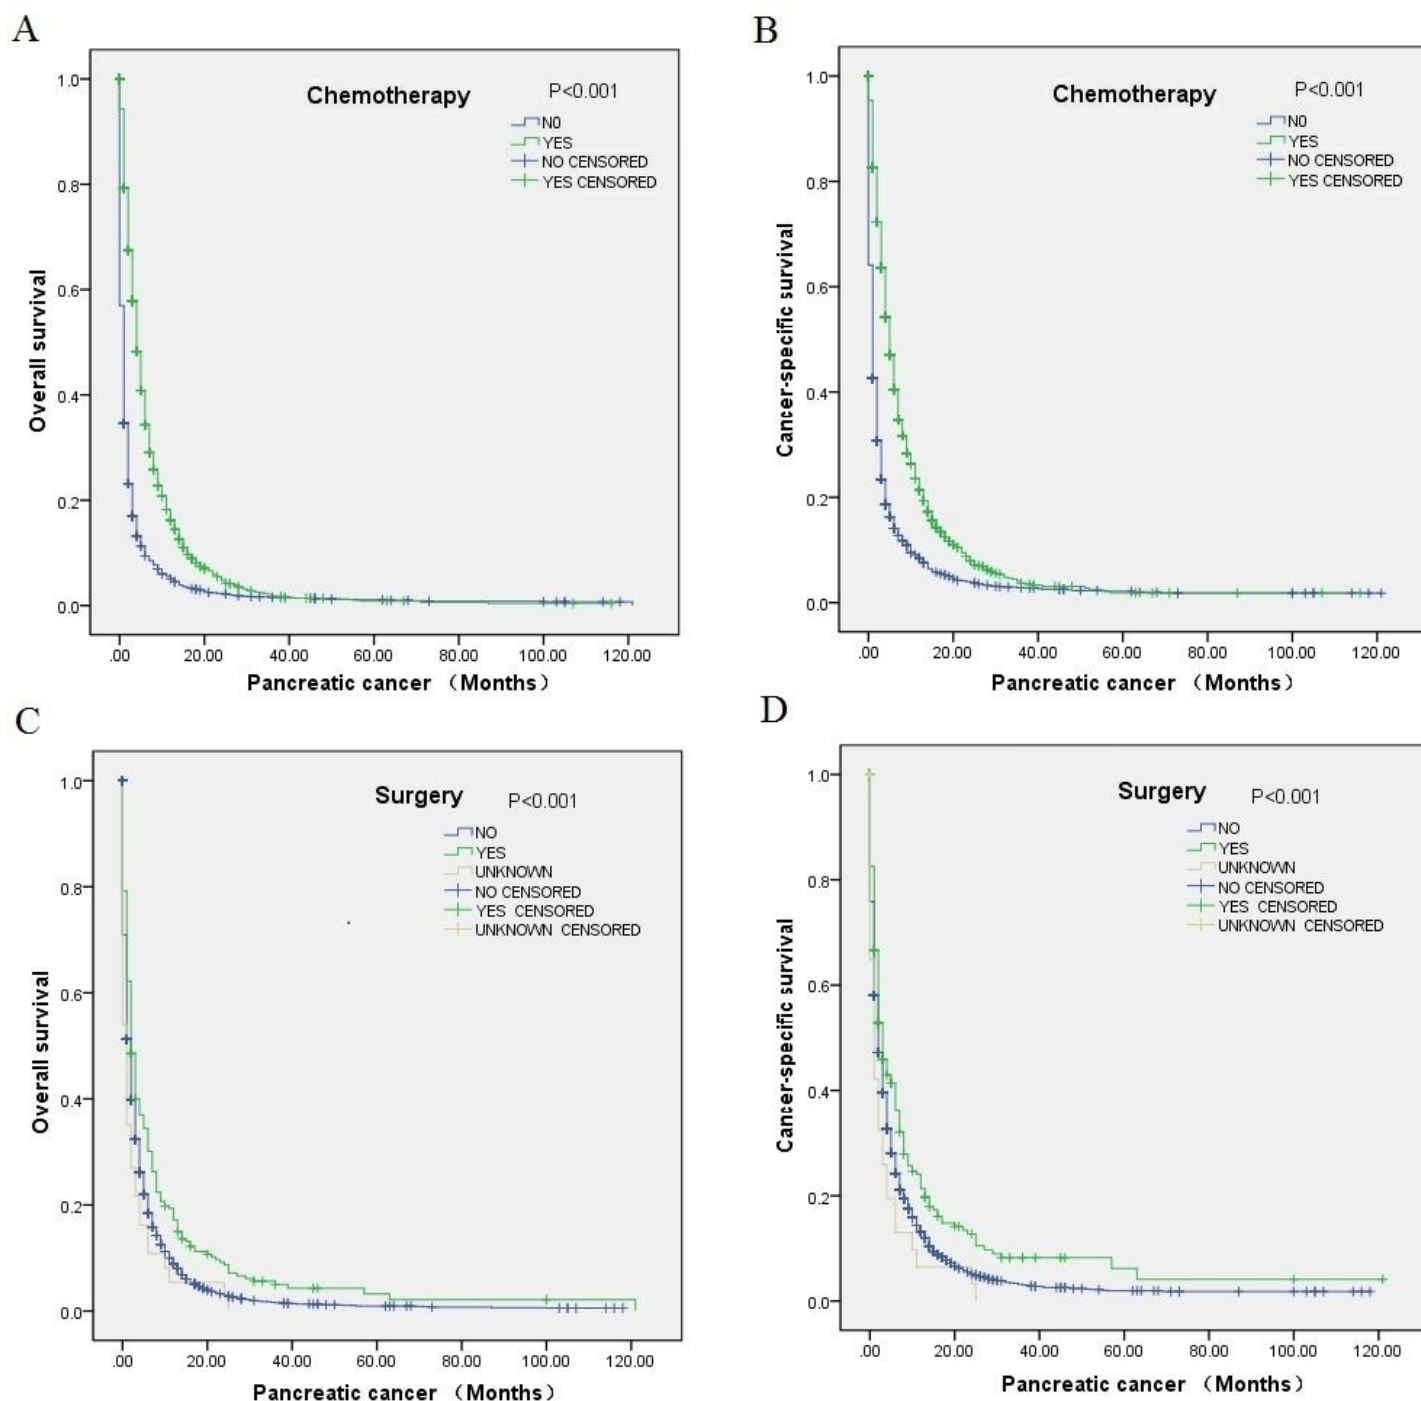 A
Chemotherapy
P<0.001
N0
YES
NO CENSORED
YES CENSORED
1.0
0.8
0.6
0.4
0.2
0.0
Overall survival
.00 20.00 40.00 60.00 80.00 100.00 120.00
Pancreatic cancer （Months）
B
Chemotherapy
P<0.001
N0
YES
NO CENSORED
YES CENSORED
1.0
0.8
0.6
0.4
0.2
0.0
Cancer-specific survival
.00 20.00 40.00 60.00 80.00 100.00 120.00
Pancreatic cancer （Months）
C
Surgery
P<0.001
NO
YES
UNKNOWN
NO CENSORED
YES CENSORED
UNKNOWN CENSORED
1.0
0.8
0.6
0.4
0.2
0.0
Overall survival
.00 20.00 40.00 60.00 80.00 100.00 120.00
Pancreatic cancer （Months）
D
Surgery
P<0.001
NO
YES
UNKNOWN
NO CENSORED
YES CENSORED
UNKNOWN CENSORED
1.0
0.8
0.6
0.4
0.2
0.0
Cancer-specific survival
.00 20.00 40.00 60.00 80.00 100.00 120.00
Pancreatic cancer （Months）